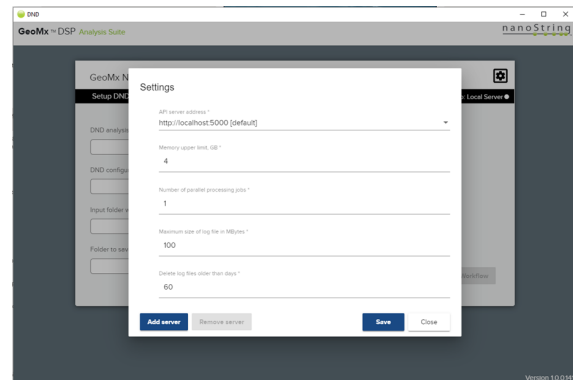 DND
GeoMx™ DSP Analysis Suite
nanoString
GeoMx N
Setup DND
: Local Server
Settings
API server address *
http://localhost:5000 [default]
DND analysis
Memory upper limit, GB *
4
DND configu
Number of parallel processing jobs *
1
Input folder w
Maximum size of log file in MBytes *
100
Folder to sav
Delete log files older than days *
60
Workflow
Add server
Remove server
Save
Close
Version 1.0.0.141